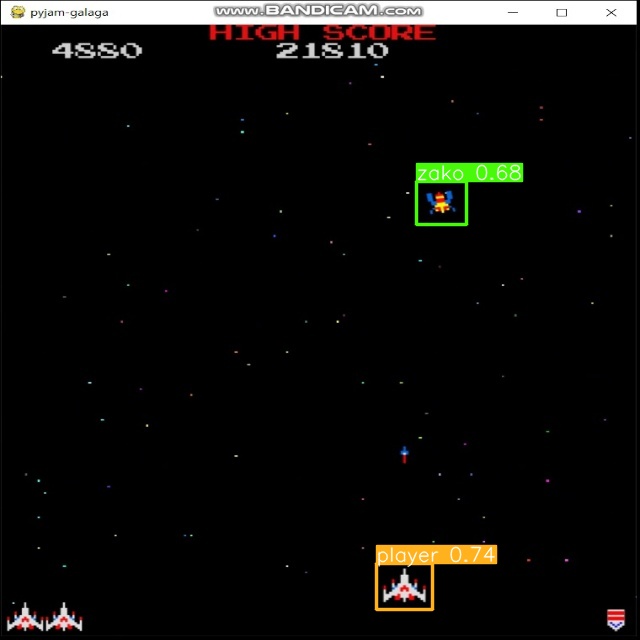 pyjam-galaga
www.BANDICAM.com
HIGH SCORE
4880 21810
zako 0.68
player 0.74